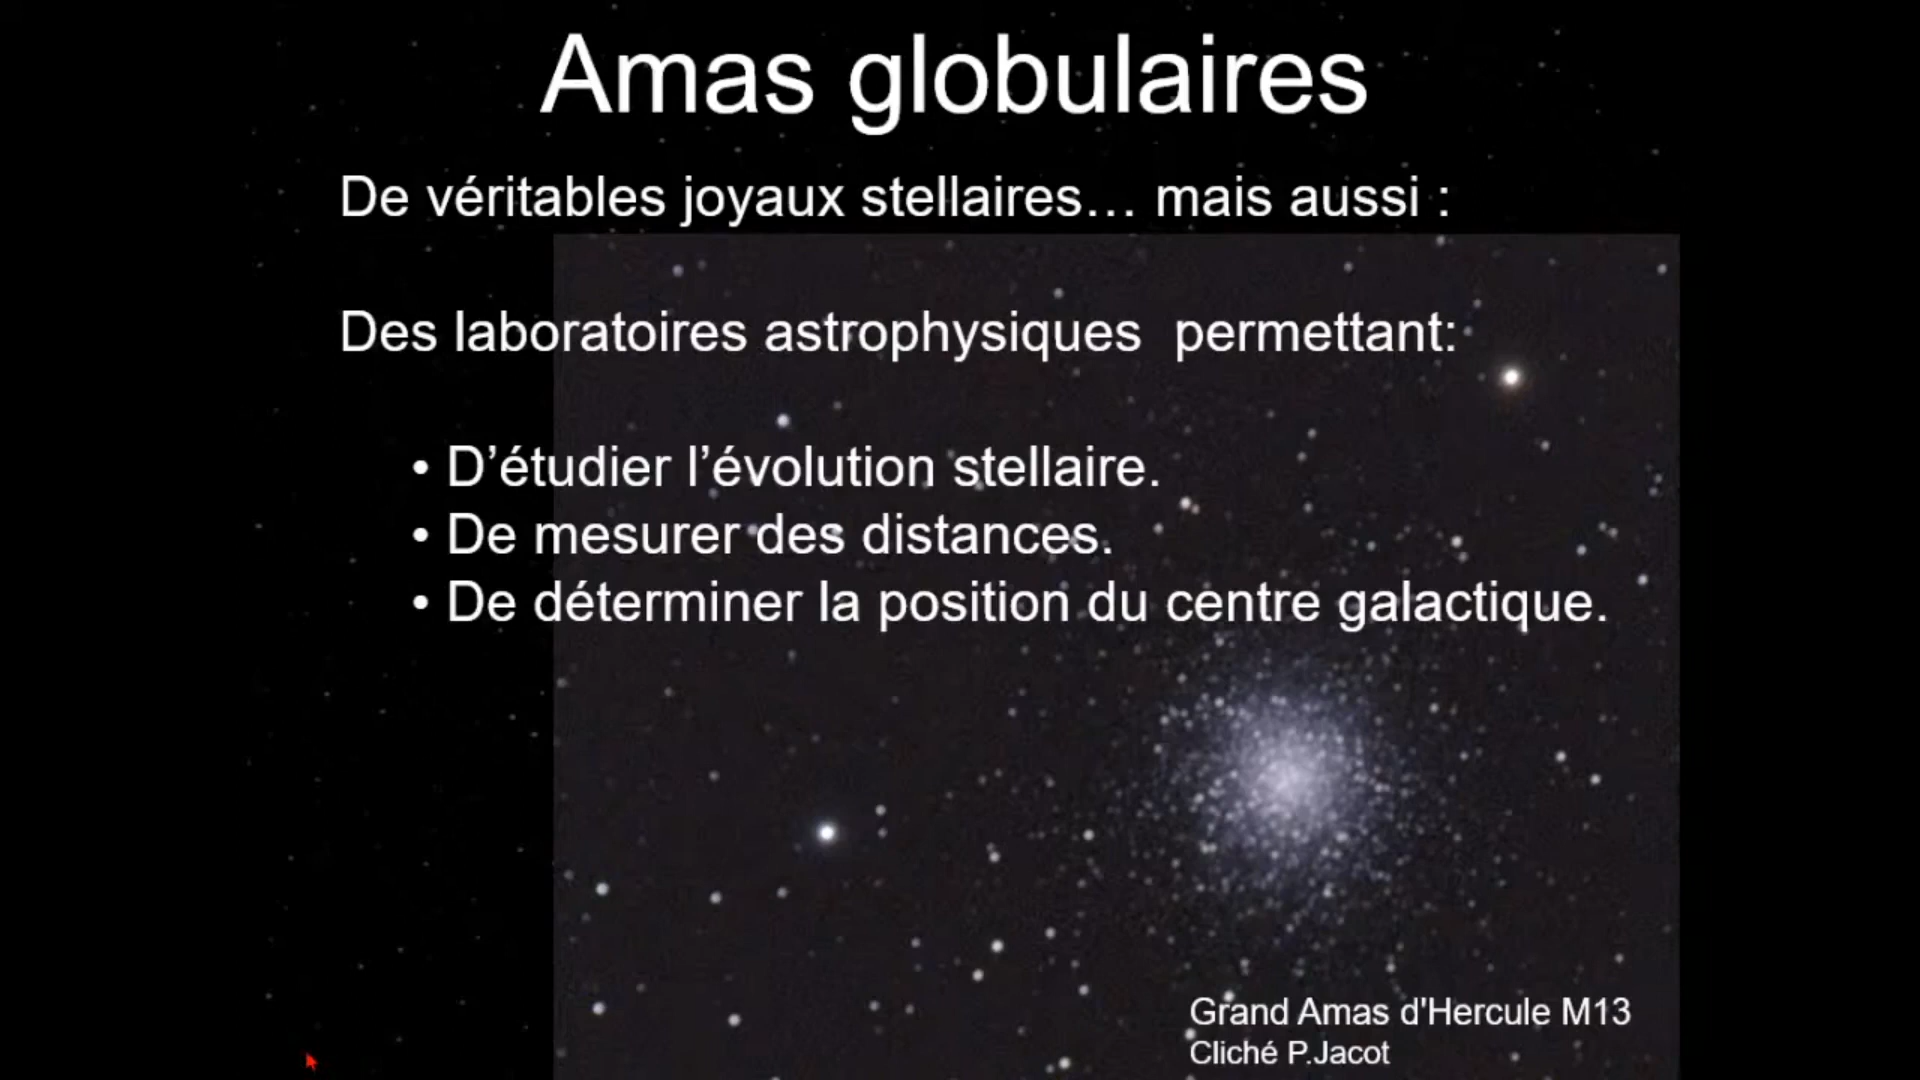 Amas globulaires
De véritables joyaux stellaires… mais aussi :
Des laboratoires astrophysiques  permettant:
• D’étudier l’évolution stellaire.
• De mesurer des distances.
• De déterminer la position du centre galactique.
Grand Amas d'Hercule M13
Cliché P.Jacot